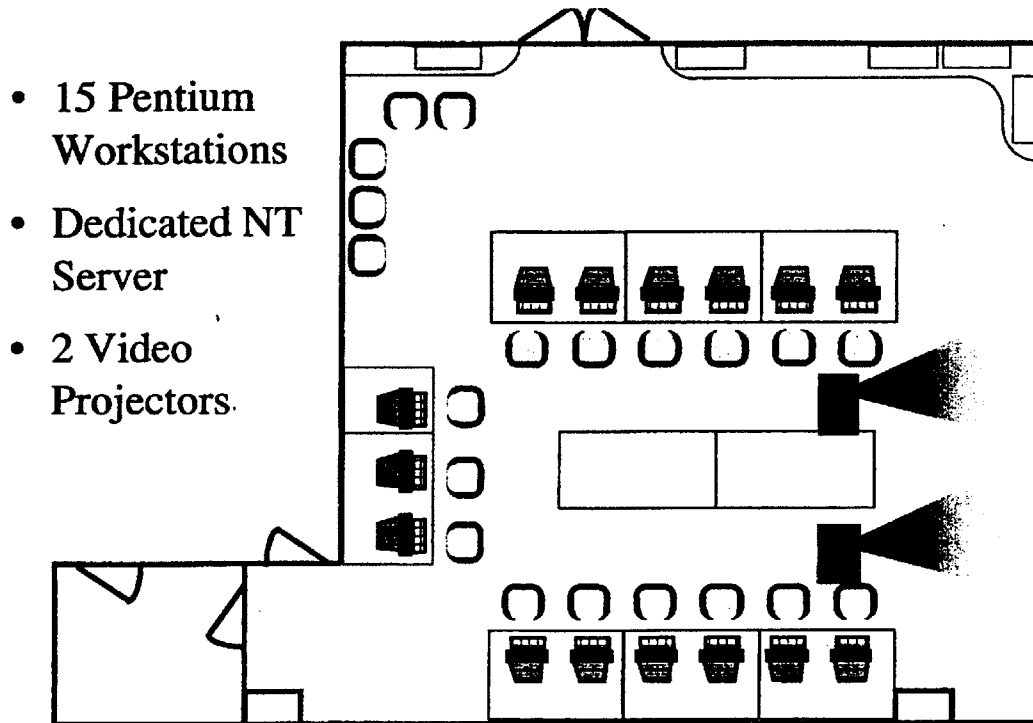 • 15 Pentium
Workstations
• Dedicated NT
Server
• 2 Video
Projectors